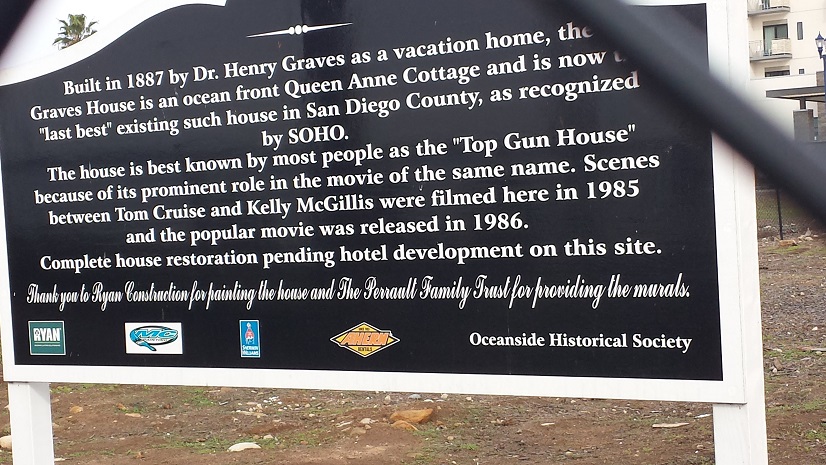 Built in 1887 by Dr. Henry Graves as a vacation home, the
Graves House is an ocean front Queen Anne Cottage and is now
"last best" existing such house in San Diego County, as recognized
by SOHO.
The house is best known by most people as the "Top Gun House"
because of its prominent role in the movie of the same name. Scenes
between Tom Cruise and Kelly McGillis were filmed here in 1985
and the popular movie was released in 1986.
Complete house restoration pending hotel development on this site.
Thank you to Ryan Construction for painting the house and The Perrault Family Trust for providing the murals.
RYAN
SHERWIN WILLIAMS
AHERN
RENTALS
Oceanside Historical Society